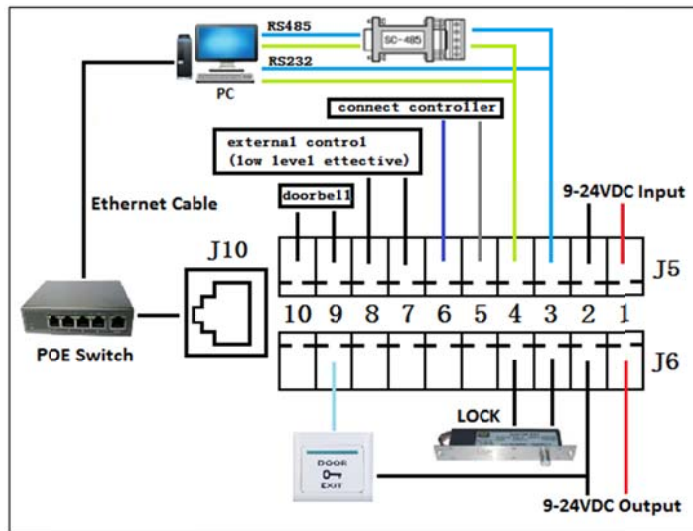 RS485
SC-485
RS232
PC
connect controller
external control
(low level ettective)
doorbell
Ethernet Cable
9-24VDC Input
J10
J5
10 9 8 7 6 5 4 3 2 1
J6
POE Switch
LOCK
DOOR
EXIT
9-24VDC Output